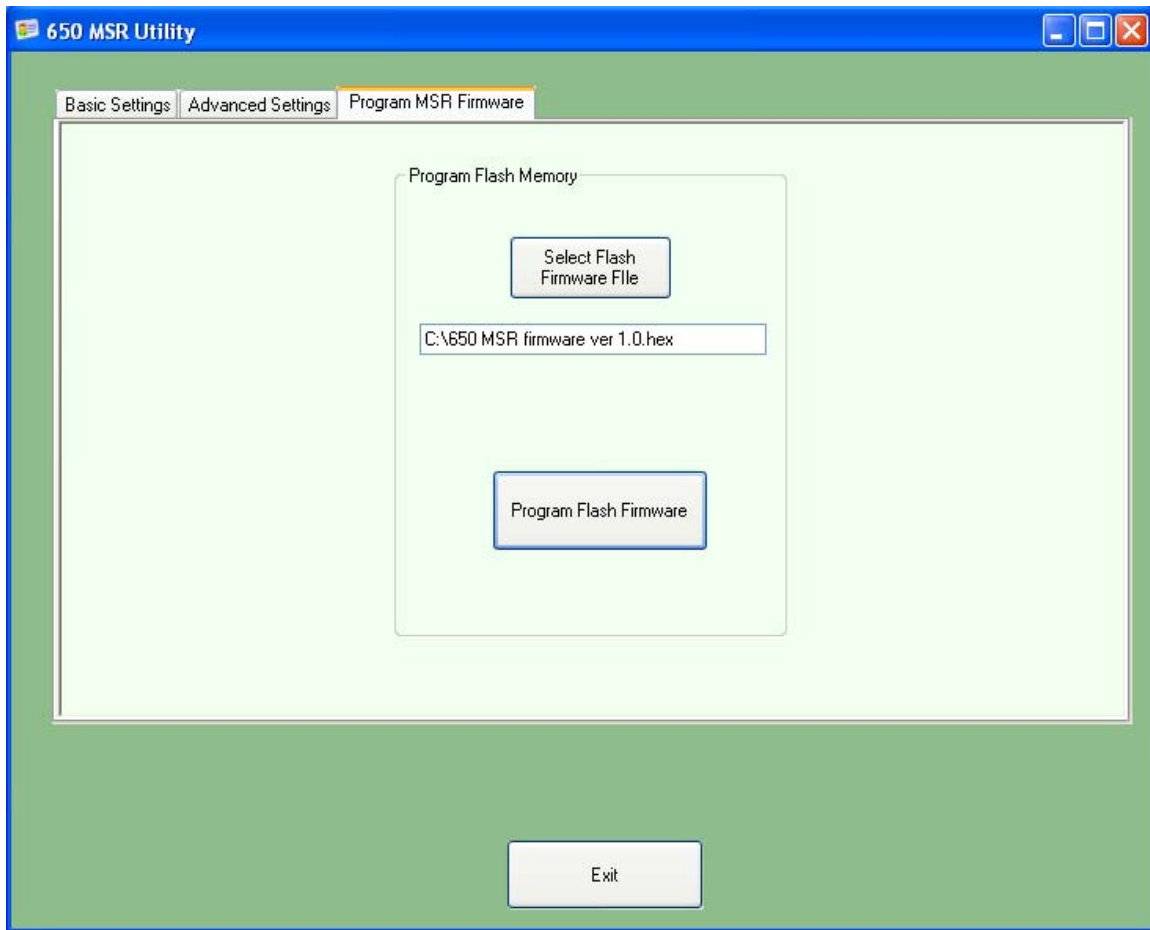 650 MSR Utility
Basic Settings
Advanced Settings
Program MSR Firmware
Program Flash Memory
Select Flash
Firmware FIle
C:\650 MSR firmware ver 1.0.hex
Program Flash Firmware
Exit